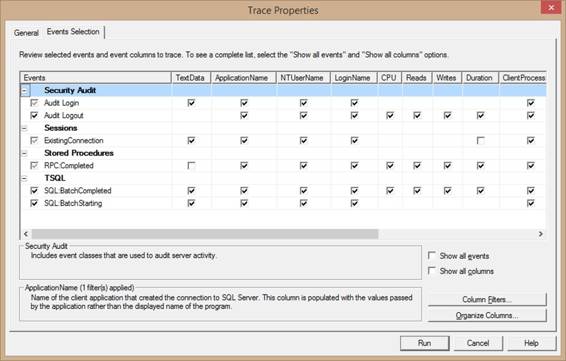 Trace Properties
General Events Selection
Review selected events and event columns to trace. To see a complete list, select the "Show all events" and "Show all columns" options.
Events TextData ApplicationName NTUserName LoginName CPU Reads Writes Duration ClientProcess
Security Audit
Audit Login
Audit Logout
Sessions
ExistingConnection
Stored Procedures
RPC:Completed
TSQL
SQL:BatchCompleted
SQL:BatchStarting
Security Audit
Includes event classes that are used to audit server activity.
Show all events
Show all columns
ApplicationName (1 filter(s) applied)
Name of the client application that created the connection to SQL Server. This column is populated with the values passed
by the application rather than the displayed name of the program.
Column Filters...
Organize Columns...
Run Cancel Help